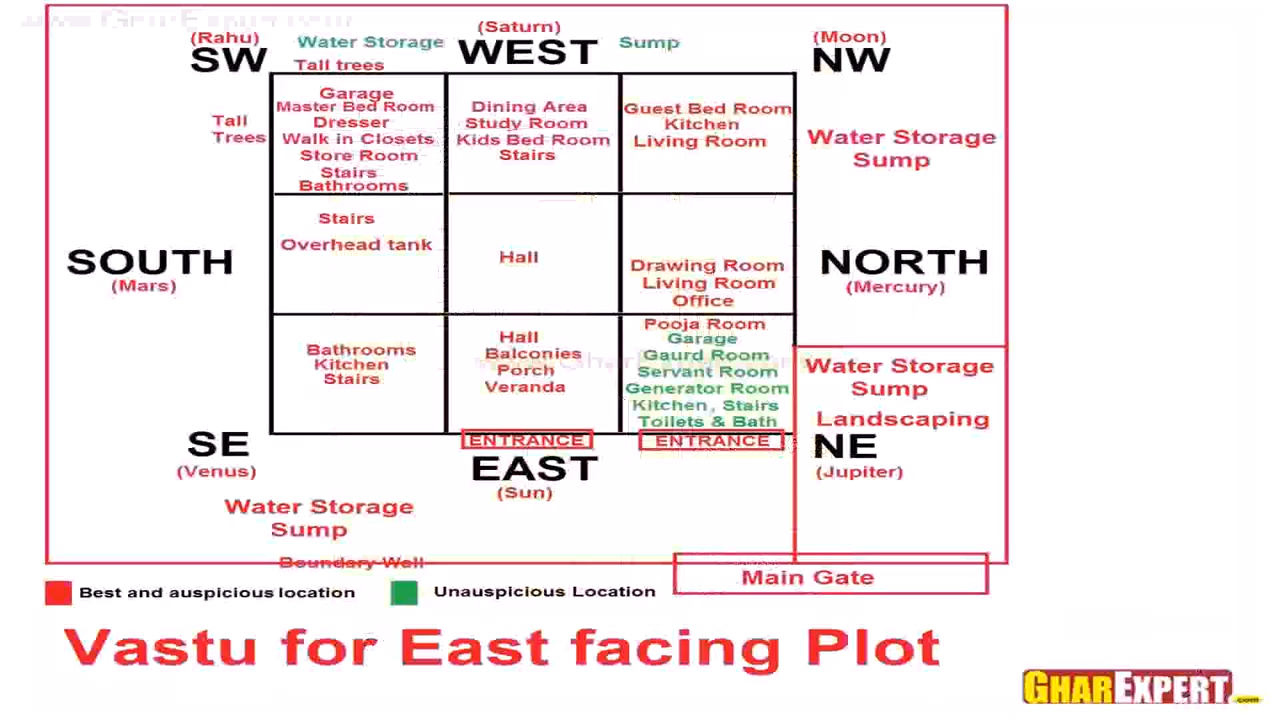 www.GharExpert.com
(Rahu)
SW
Water Storage
Tall trees
(Saturn)
WEST
Sump
(Moon)
NW
Tall
Trees
Garage
Master Bed Room
Dresser
Walk in Closets
Store Room
Stairs
Bathrooms
Dining Area
Study Room
Kids Bed Room
Stairs
Guest Bed Room
Kitchen
Living Room
Water Storage
Sump
SOUTH
(Mars)
Stairs
Overhead tank
Hall
Drawing Room
Living Room
Office
NORTH
(Mercury)
Bathrooms
Kitchen
Stairs
Hall
Balconies
Porch
Veranda
Pooja Room
Garage
Gaurd Room
Servant Room
Generator Room
Kitchen, Stairs
Toilets & Bath
Water Storage
Sump
Landscaping
SE
(Venus)
ENTRANCE
EAST
(Sun)
ENTRANCE
NE
(Jupiter)
Water Storage
Sump
Boundary Wall
Main Gate
Best and auspicious location
Unauspicious Location
Vastu for East facing Plot
GHAREXPERT.com